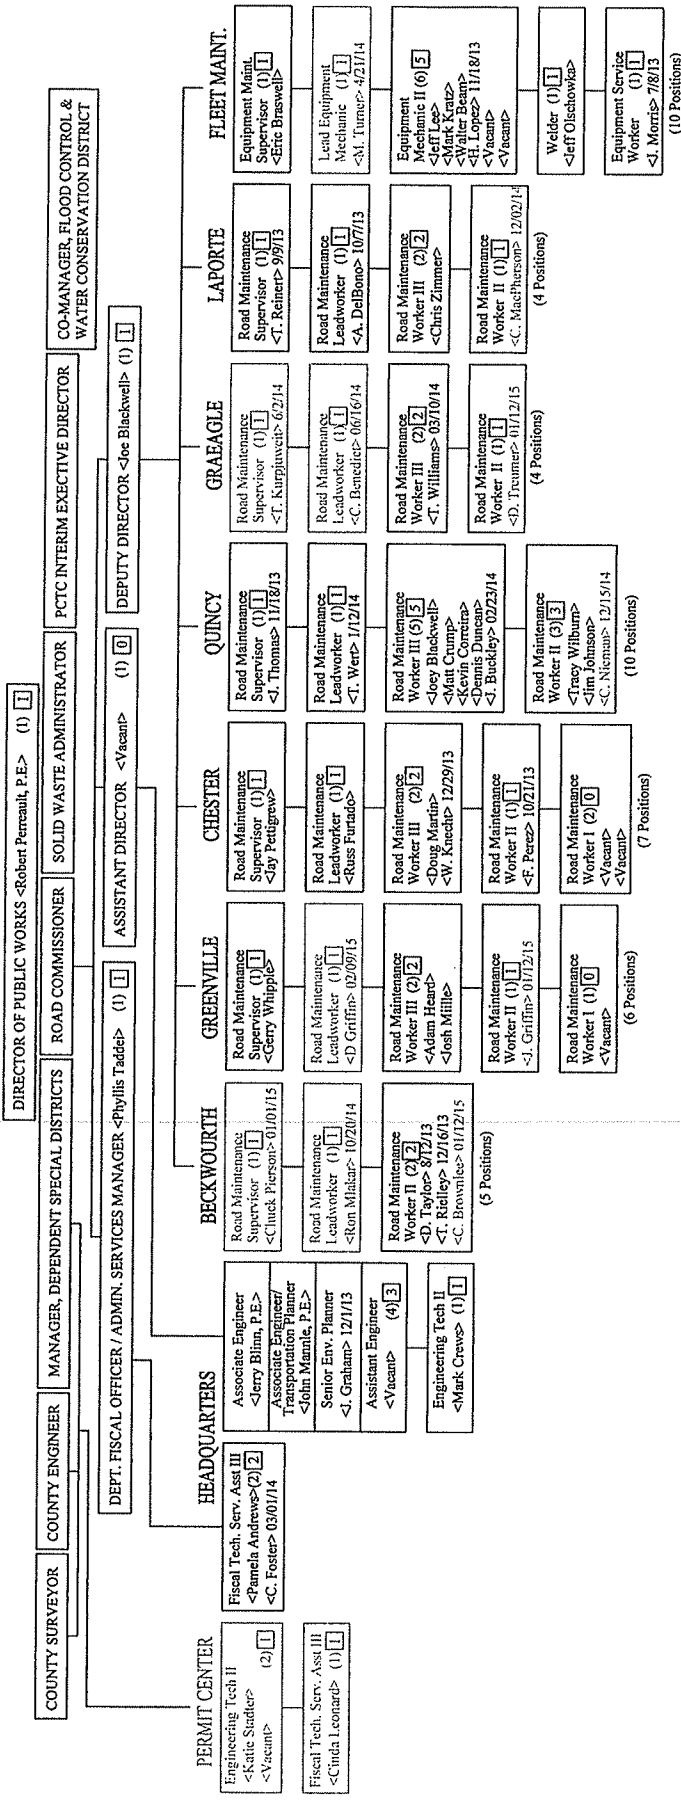 DIRECTOR OF PUBLIC WORKS <Robert Perreault, P.E.> (1) 1
COUNTY SURVEYOR
COUNTY ENGINEER
MANAGER, DEPENDENT SPECIAL DISTRICTS
ROAD COMMISSIONER
SOLID WASTE ADMINISTRATOR
PCTC INTERIM EXECTIVE DIRECTOR
CO-MANAGER, FLOOD CONTROL &
WATER CONSERVATION DISTRICT
DEPT. FISCAL OFFICER / ADMIN. SERVICES MANAGER <Phyllis Taddei> (1) 1
ASSISTANT DIRECTOR <Vacant> (1) 0
DEPUTY DIRECTOR <Joe Blackwell> (1) 1
PERMIT CENTER
Engineering Tech II
<Katie Stadter> (2) 1
<Vacant>
Fiscal Tech. Serv. Asst III
<Cinda Leonard> (1) 1
HEADQUARTERS
Fiscal Tech. Serv. Asst III
<Pamela Andrews>(2) 2
<C. Foster> 03/01/14
Associate Engineer
<Jerry Blinn, P.E.>
Associate Engineer/
Transportation Planner
<John Mannle, P.E.>
Senior Env. Planner
<J. Graham> 12/1/13
Assistant Engineer
<Vacant> (4) 3
Engineering Tech II
<Mark Crews> (1) 1
BECKWOURTH
Road Maintenance
Supervisor (1) 1
<Chuck Pierson> 01/01/15
Road Maintenance
Leadworker (1) 1
<Ron Mlakar> 10/20/14
Road Maintenance
Worker II (2) 2
<D. Taylor> 8/12/13
<T. Rielley> 12/16/13
<C. Brownlee> 01/12/15
(5 Positions)
GREENVILLE
Road Maintenance
Supervisor (1) 1
<Gerry Whipple>
Road Maintenance
Leadworker (1) 1
<D Griffin> 02/09/15
Road Maintenance
Worker III (2) 2
<Adam Heard>
<Josh Miille>
Road Maintenance
Worker II (1) 1
<J. Griffin> 01/12/15
Road Maintenance
Worker I (1) 0
<Vacant>
(6 Positions)
CHESTER
Road Maintenance
Supervisor (1) 1
<Jay Pettigrew>
Road Maintenance
Leadworker (1) 1
<Russ Furtado>
Road Maintenance
Worker III (2) 2
<Doug Martin>
<W. Knecht> 12/29/13
Road Maintenance
Worker II (1) 1
<F. Perez> 10/21/13
Road Maintenance
Worker I (2) 0
<Vacant>
<Vacant>
(7 Positions)
QUINCY
Road Maintenance
Supervisor (1) 1
<J. Thomas> 11/18/13
Road Maintenance
Leadworker (1) 1
<T. Wert> 1/12/14
Road Maintenance
Worker III (5) 5
<Joey Blackwell>
<Matt Crump>
<Kevin Correira>
<Dennis Duncan>
<J. Buckley> 02/23/14
Road Maintenance
Worker II (3) 3
<Tracy Wilburn>
<Jim Johnson>
<C. Nieman> 12/15/14
(10 Positions)
GRAEAGLE
Road Maintenance
Supervisor (1) 1
<T. Kurpjuweit> 6/2/14
Road Maintenance
Leadworker (1) 1
<C. Benedict> 06/16/14
Road Maintenance
Worker III (2) 2
<T. Williams> 03/10/14
Road Maintenance
Worker II (1) 1
<D. Treumer> 01/12/15
(4 Positions)
LAPORTE
Road Maintenance
Supervisor (1) 1
<T. Reinert> 9/9/13
Road Maintenance
Leadworker (1) 1
<A. DelBono> 10/7/13
Road Maintenance
Worker III (2) 2
<Chris Zimmer>
Road Maintenance
Worker II (1) 1
<C. MacPherson> 12/02/14
(4 Positions)
FLEET MAINT.
Equipment Maint.
Supervisor (1) 1
<Eric Braswell>
Lead Equipment
Mechanic (1) 1
<M. Turner> 4/21/14
Equipment
Mechanic II (6) 5
<Jeff Lee>
<Mark Kratz>
<Walter Beam>
<H. Lopez> 11/18/13
<Vacant>
<Vacant>
Welder (1) 1
<Jeff Olschowka>
Equipment Service
Worker (1) 1
<J. Morris> 7/8/13
(10 Positions)